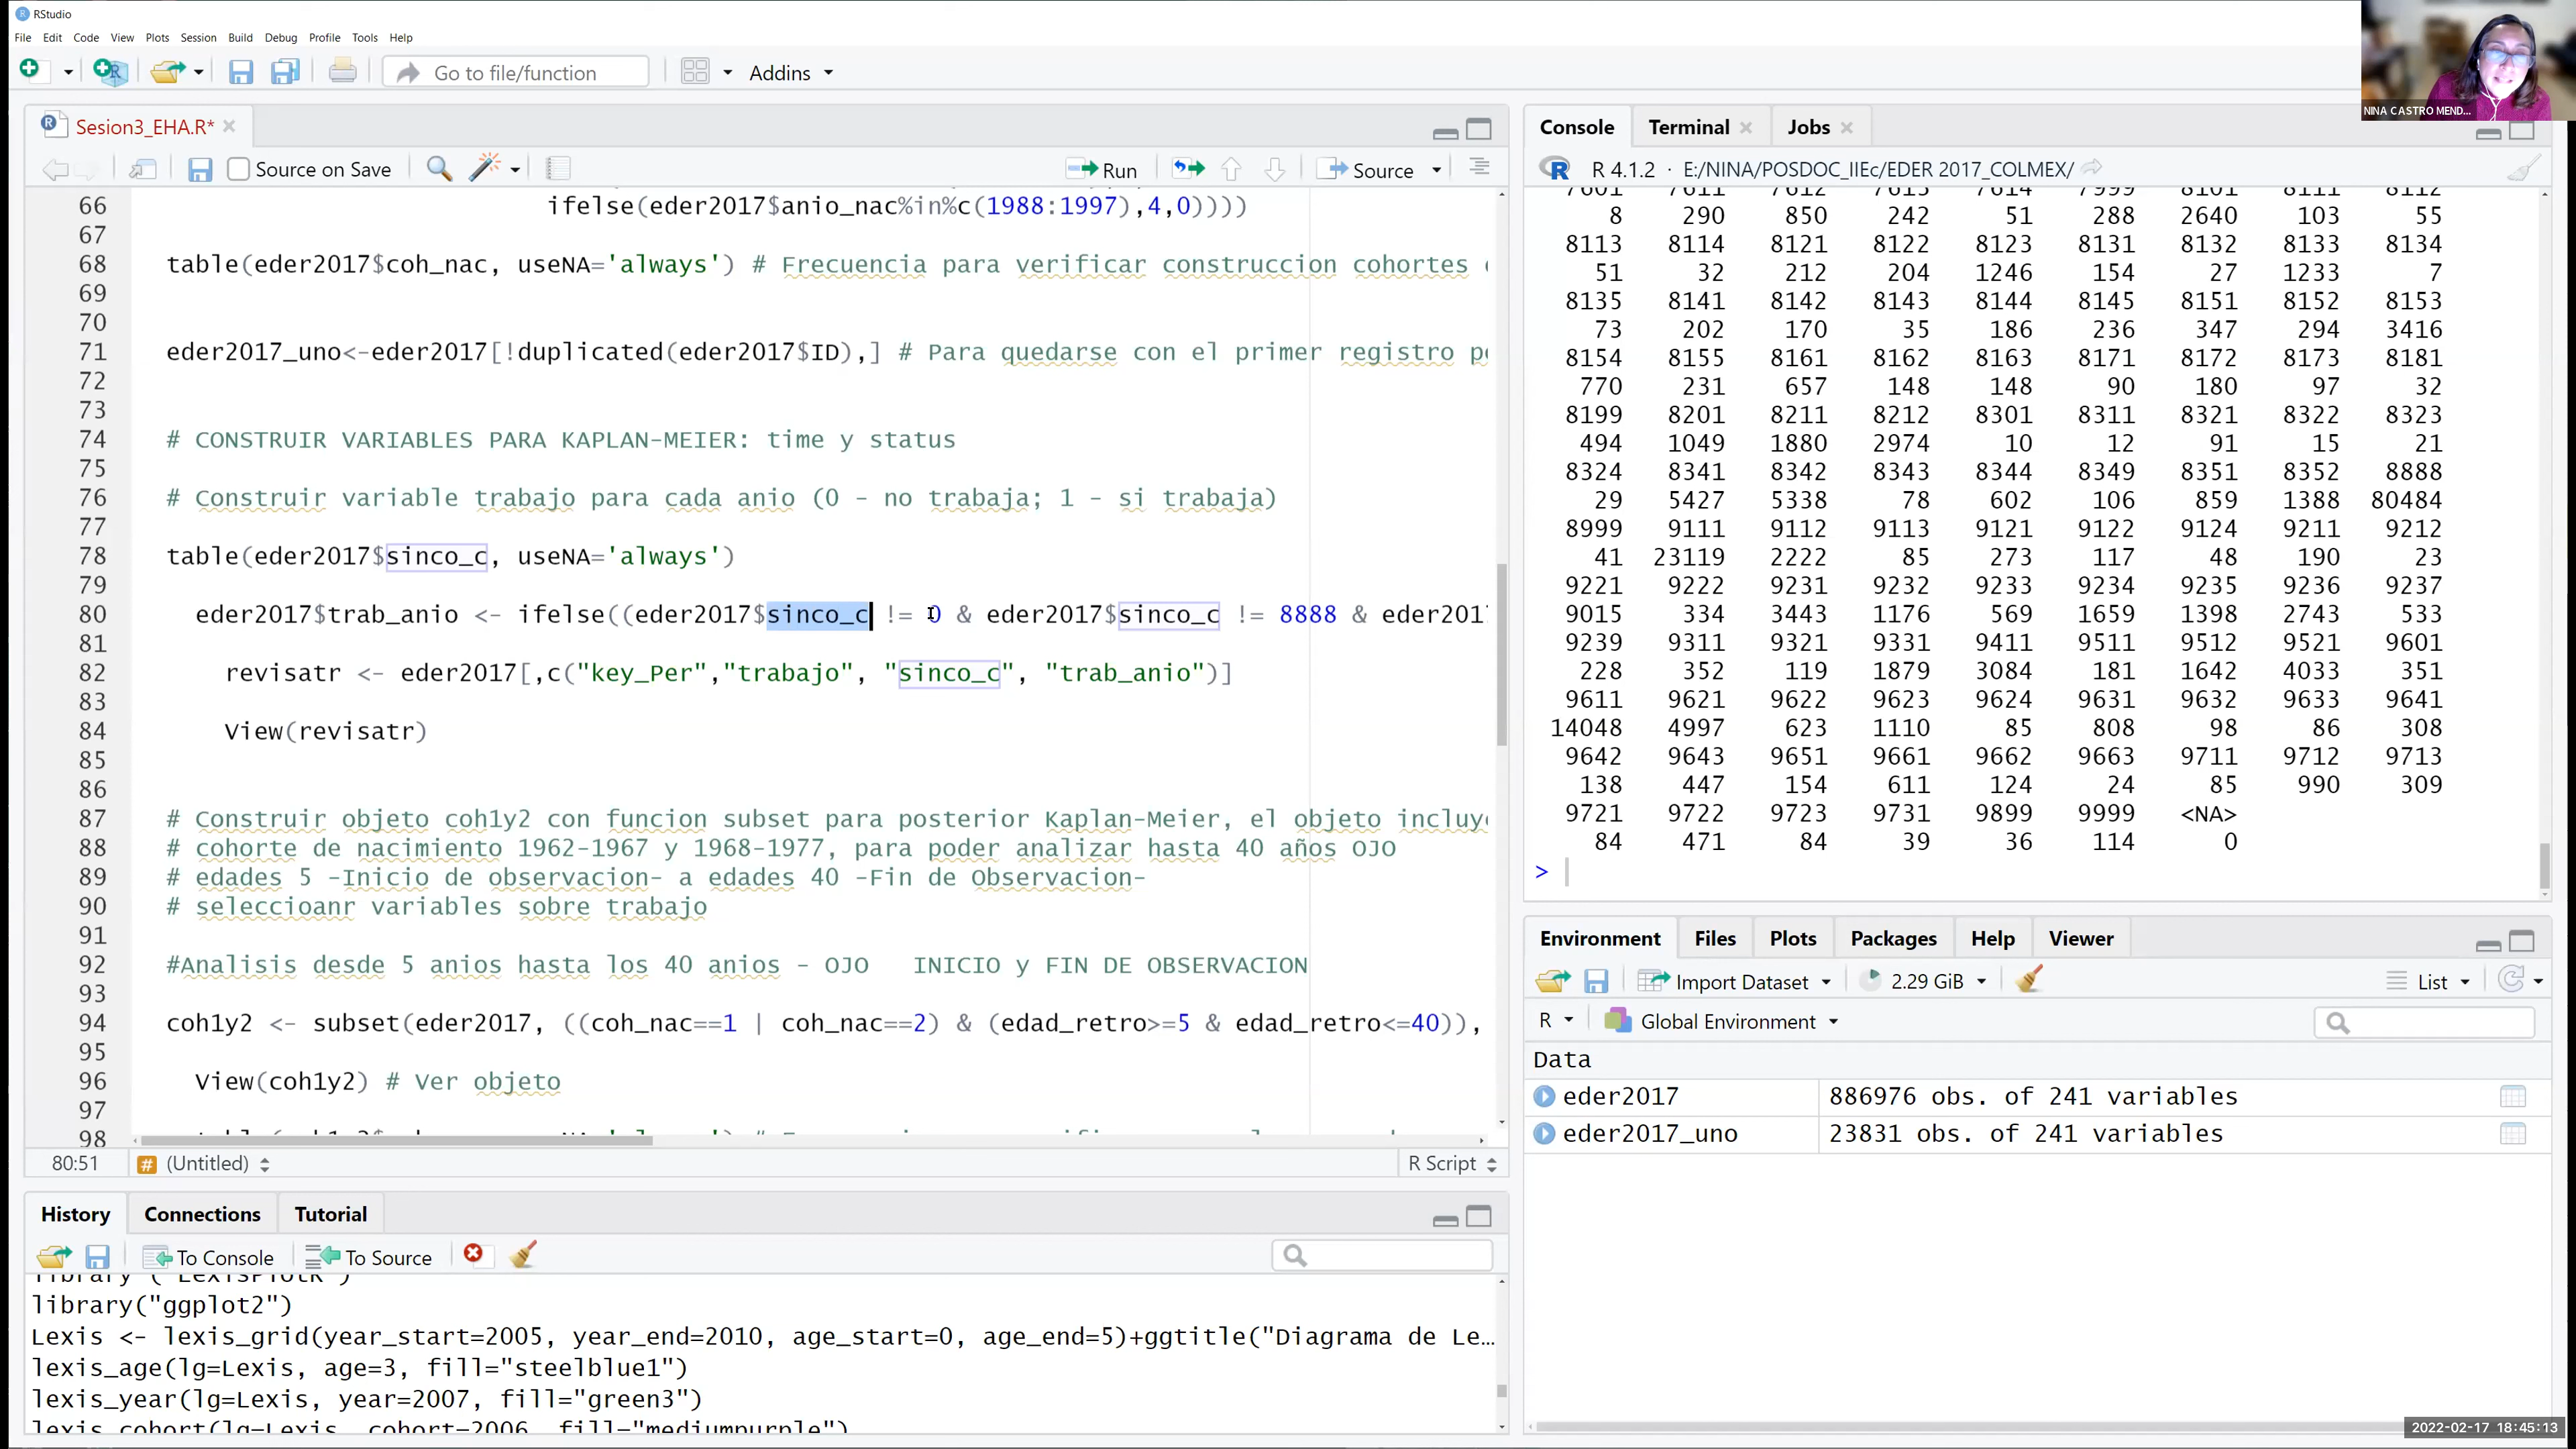 RStudio
File Edit Code View Plots Session Build Debug Profile Tools Help
Go to file/function Addins
NINA CASTRO MEND...
Sesion3_EHA.R*
Source on Save Run Source
66 ifelse(eder2017$anio_nac%in%c(1988:1997),4,0))))
67
68 table(eder2017$coh_nac, useNA='always') # Frecuencia para verificar construccion cohortes
69
70
71 eder2017_uno<-eder2017[!duplicated(eder2017$ID),] # Para quedarse con el primer registro
72
73
74 # CONSTRUIR VARIABLES PARA KAPLAN-MEIER: time y status
75
76 # Construir variable trabajo para cada anio (0 - no trabaja; 1 - si trabaja)
77
78 table(eder2017$sinco_c, useNA='always')
79
80 eder2017$trab_anio <- ifelse((eder2017$sinco_c != 0 & eder2017$sinco_c != 8888 & eder201
81
82 revisatr <- eder2017[,c("key_Per","trabajo", "sinco_c", "trab_anio")]
83
84 View(revisatr)
85
86
87 # Construir objeto coh1y2 con funcion subset para posterior Kaplan-Meier, el objeto incluy
88 # cohorte de nacimiento 1962-1967 y 1968-1977, para poder analizar hasta 40 años OJO
89 # edades 5 -Inicio de observacion- a edades 40 -Fin de Observacion-
90 # seleccioanr variables sobre trabajo
91
92 #Analisis desde 5 anios hasta los 40 anios - OJO INICIO y FIN DE OBSERVACION
93
94 coh1y2 <- subset(eder2017, ((coh_nac==1 | coh_nac==2) & (edad_retro>=5 & edad_retro<=40)),
95
96 View(coh1y2) # Ver objeto
97
98
80:51 (Untitled) R Script
History Connections Tutorial
To Console To Source
library("ggplot2")
Lexis <- lexis_grid(year_start=2005, year_end=2010, age_start=0, age_end=5)+ggtitle("Diagrama de Le...
lexis_age(lg=Lexis, age=3, fill="steelblue1")
lexis_year(lg=Lexis, year=2007, fill="green3")
lexis_cohort(lg=Lexis, cohort=2006, fill="mediumpurple")
Console Terminal Jobs
R 4.1.2 · E:/NINA/POSDOC_IIEc/EDER 2017_COLMEX/
7601 7611 7612 7613 7614 7999 8101 8111 8112
8 290 850 242 51 288 2640 103 55
8113 8114 8121 8122 8123 8131 8132 8133 8134
51 32 212 204 1246 154 27 1233 7
8135 8141 8142 8143 8144 8145 8151 8152 8153
73 202 170 35 186 236 347 294 3416
8154 8155 8161 8162 8163 8171 8172 8173 8181
770 231 657 148 148 90 180 97 32
8199 8201 8211 8212 8301 8311 8321 8322 8323
494 1049 1880 2974 10 12 91 15 21
8324 8341 8342 8343 8344 8349 8351 8352 8888
29 5427 5338 78 602 106 859 1388 80484
8999 9111 9112 9113 9121 9122 9124 9211 9212
41 23119 2222 85 273 117 48 190 23
9221 9222 9231 9232 9233 9234 9235 9236 9237
9015 334 3443 1176 569 1659 1398 2743 533
9239 9311 9321 9331 9411 9511 9512 9521 9601
228 352 119 1879 3084 181 1642 4033 351
9611 9621 9622 9623 9624 9631 9632 9633 9641
14048 4997 623 1110 85 808 98 86 308
9642 9643 9651 9661 9662 9663 9711 9712 9713
138 447 154 611 124 24 85 990 309
9721 9722 9723 9731 9899 9999 <NA>
84 471 84 39 36 114 0
>
Environment Files Plots Packages Help Viewer
Import Dataset 2.29 GiB List
R Global Environment
Data
eder2017 886976 obs. of 241 variables
eder2017_uno 23831 obs. of 241 variables
2022-02-17 18:45:13